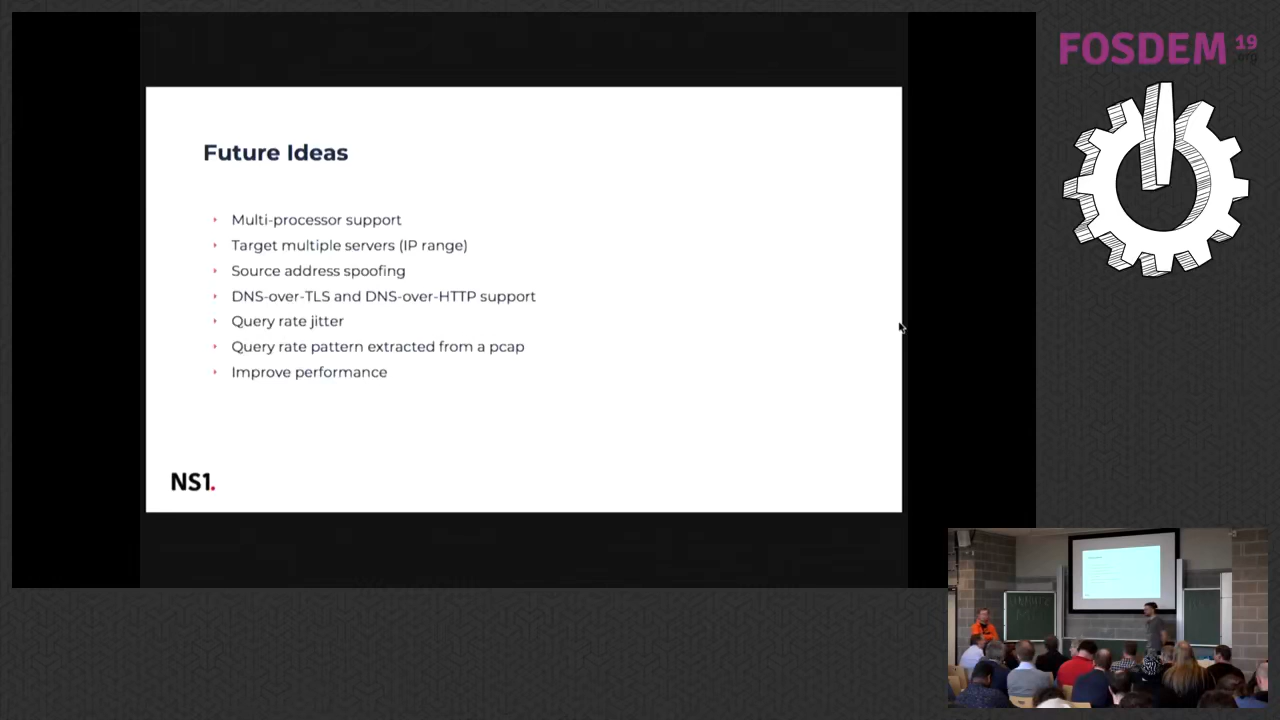 FOSDEM 19
.org
Future Ideas
Multi-processor support
Target multiple servers (IP range)
Source address spoofing
DNS-over-TLS and DNS-over-HTTP support
Query rate jitter
Query rate pattern extracted from a pcap
Improve performance
NS1.